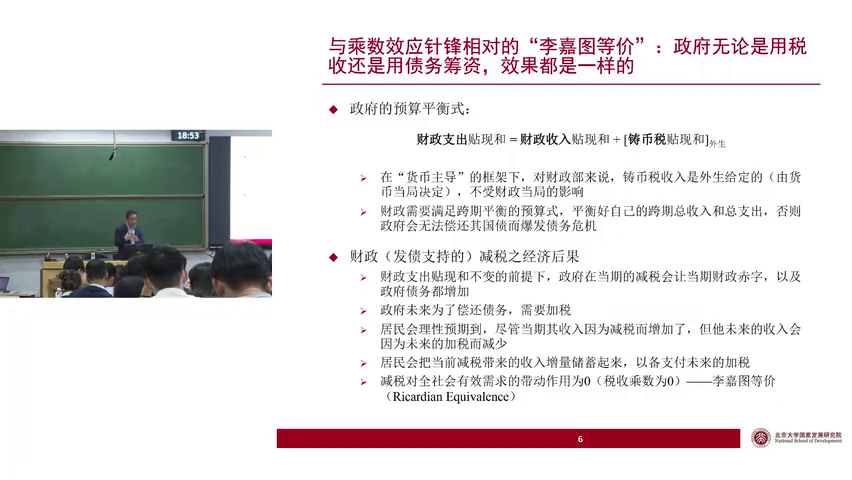 与乘数效应针锋相对的“李嘉图等价”：政府无论是用税
收还是用债务筹资，效果都是一样的
18:53
政府的预算平衡式：
财政支出贴现和 = 财政收入贴现和 + [铸币税贴现和]外生
在“货币主导”的框架下，对财政部来说，铸币税收入是外生给定的（由货
币当局决定），不受财政当局的影响
财政需要满足跨期平衡的预算式，平衡好自己的跨期总收入和总支出，否则
政府会无法偿还其国债而爆发债务危机
财政（发债支持的）减税之经济后果
财政支出贴现和不变的前提下，政府在当期的减税会让当期财政赤字，以及
政府债务都增加
政府未来为了偿还债务，需要加税
居民会理性预期到，尽管当期其收入因为减税而增加了，但他未来的收入会
因为未来的加税而减少
居民会把当前减税带来的收入增量储蓄起来，以备支付未来的加税
减税对全社会有效需求的带动作用为0（税收乘数为0）——李嘉图等价
（Ricardian Equivalence）
6
北京大学国家发展研究院
National School of Development